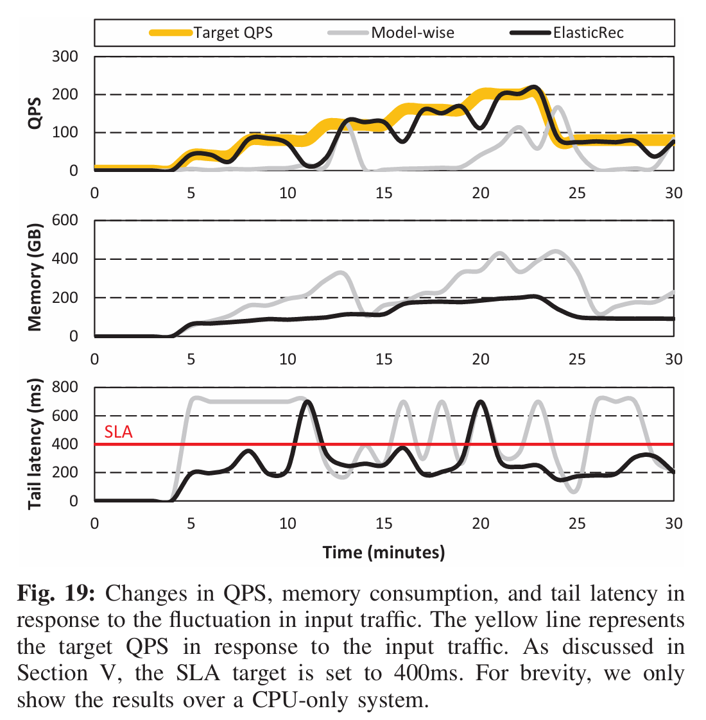 Target QPS Model-wise ElasticRec
300
200
100
0
QPS
0 5 10 15 20 25 30
600
400
200
0
Memory (GB)
0 5 10 15 20 25 30
800
600
400
200
0
Tail latency (ms)
SLA
0 5 10 15 20 25 30
Time (minutes)
Fig. 19: Changes in QPS, memory consumption, and tail latency in
response to the fluctuation in input traffic. The yellow line represents
the target QPS in response to the input traffic. As discussed in
Section V, the SLA target is set to 400ms. For brevity, we only
show the results over a CPU-only system.